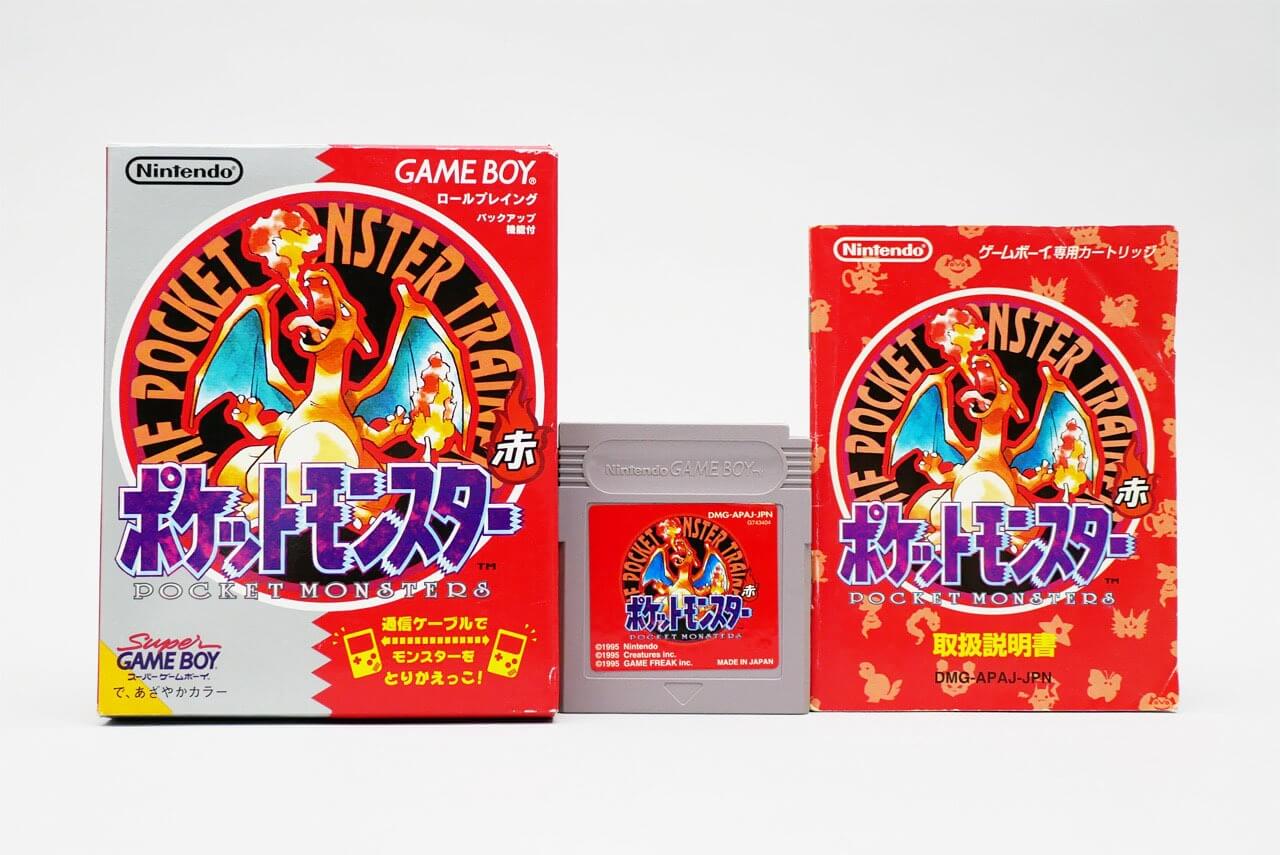 Nintendo®
GAME BOY®
ロールプレイング
バックアップ
機能付
THE POCKET MONSTER TRAINE
赤
ポケットモンスター
TM
POCKET MONSTERS
Super
GAME BOY
スーパーゲームボーイ
で、あざやかカラー
通信ケーブルで
モンスターを
とりかえっこ!
Nintendo GAME BOY
DMG-APAJ-JPN
G743404
POCKET MONSTER TRAIN
赤
ポケットモンスター
POCKET MONSTERS
©1995 Nintendo
©1995 Creatures inc.
©1995 GAME FREAK inc.
MADE IN JAPAN
Nintendo®
ゲームボーイ専用カートリッジ
THE POCKET MONSTER TRAINE
赤
ポケットモンスター
TM
POCKET MONSTERS
取扱説明書
DMG-APAJ-JPN